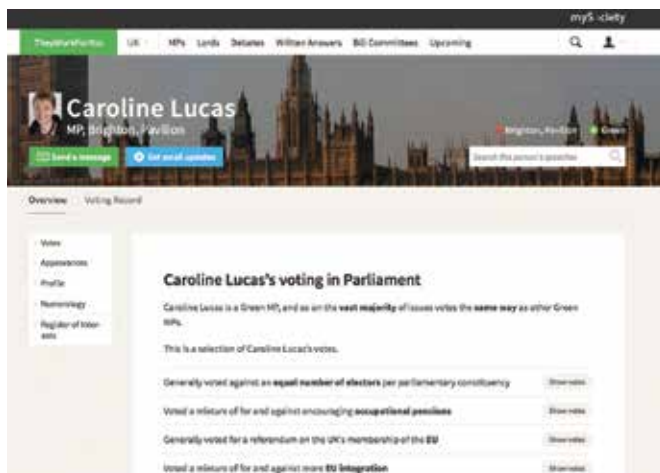 mySociety
TheyWorkForYou UK MPs Lords Debates Written Answers Bill Committees Upcoming
Caroline Lucas
MP, Brighton, Pavilion
Brighton, Pavilion Green
Send a message Get email updates Search this person's speeches
Overview Voting Record
Votes
Appearances
Profile
Numerology
Register of Inter-
ests
Caroline Lucas's voting in Parliament
Caroline Lucas is a Green MP, and on the vast majority of issues votes the same way as other Green
MPs.
This is a selection of Caroline Lucas's votes.
Generally voted against an equal number of electors per parliamentary constituency Show votes
Voted a mixture of for and against encouraging occupational pensions Show votes
Generally voted for a referendum on the UK's membership of the EU Show votes
Voted a mixture of for and against more EU integration Show votes